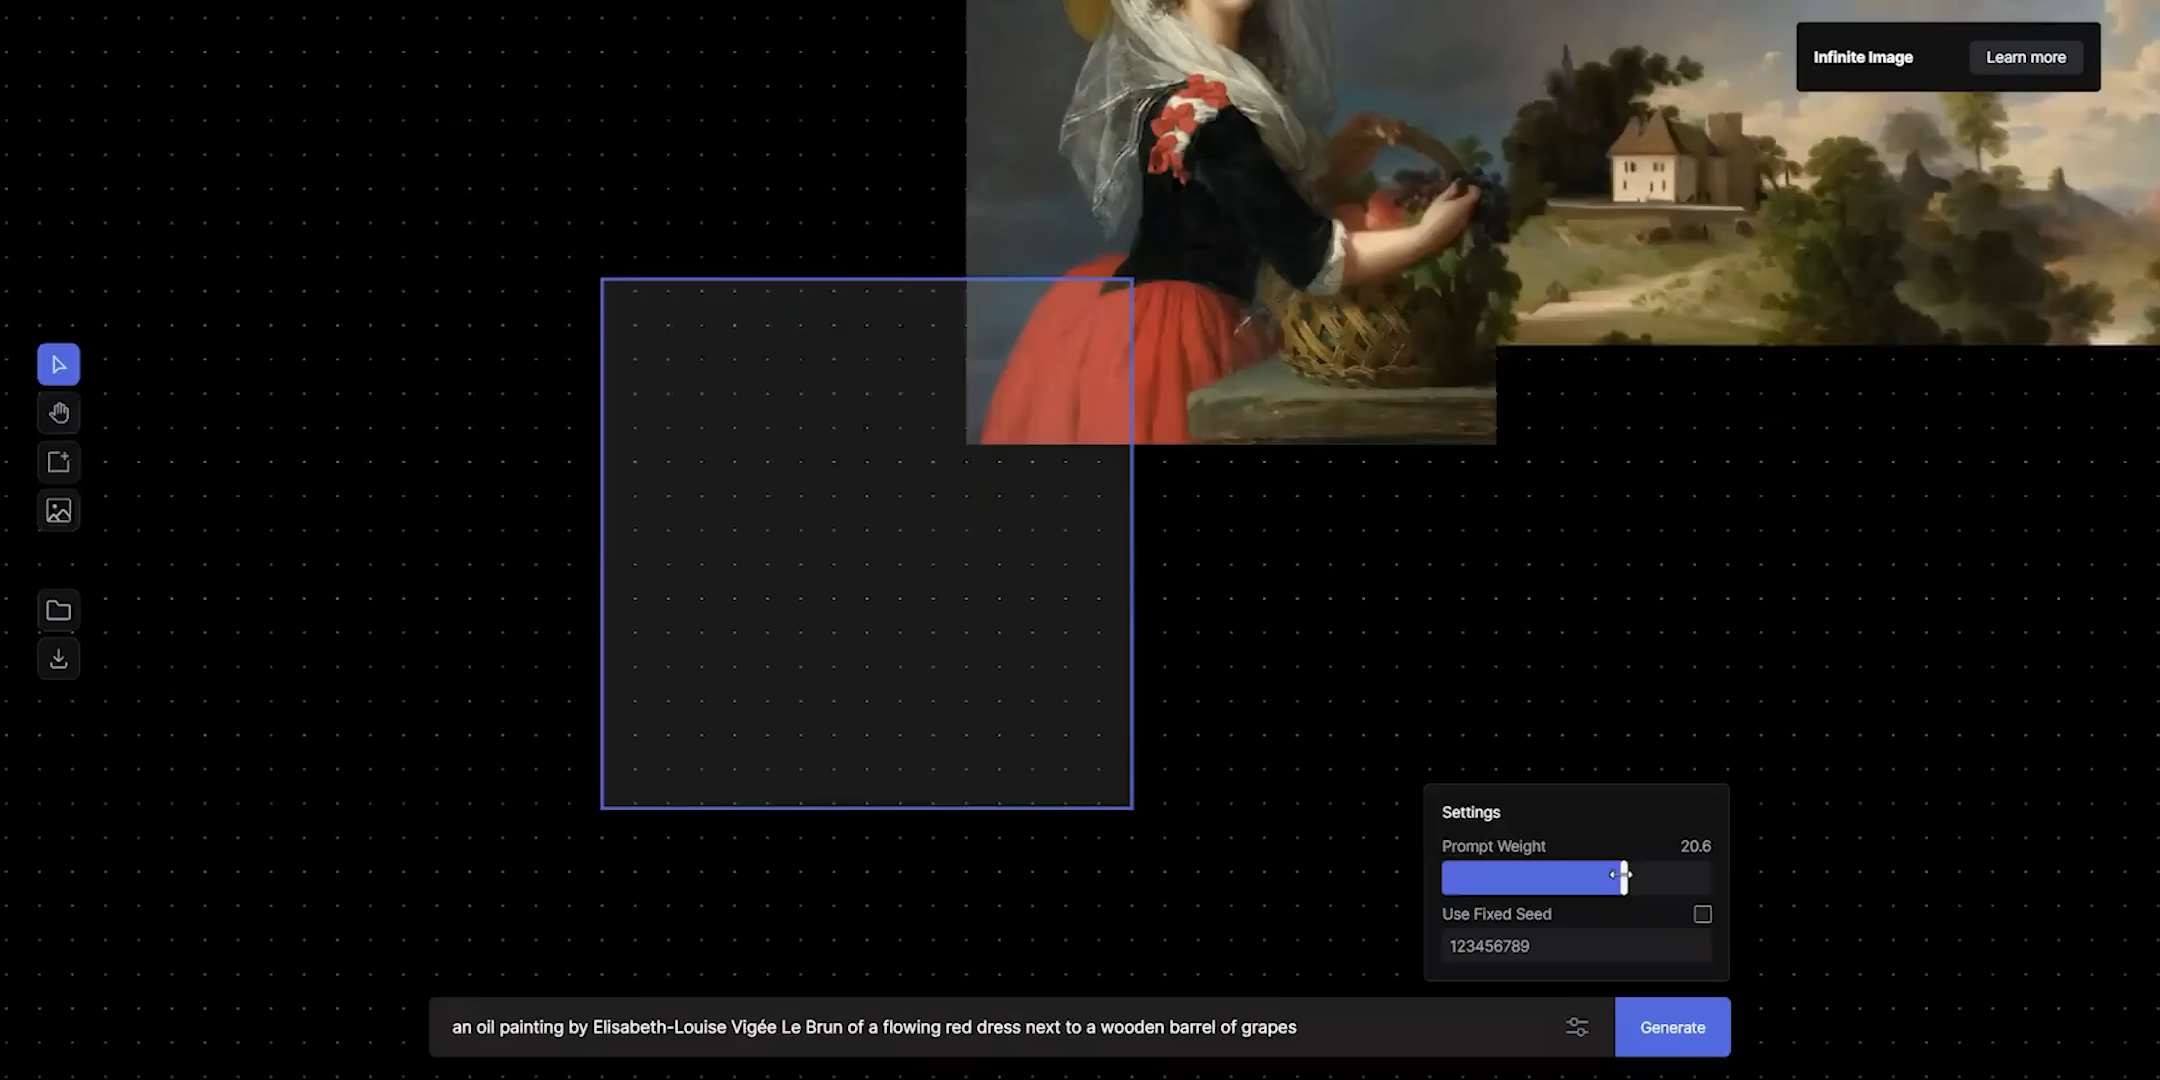 Infinite Image
Learn more
Settings
Prompt Weight 20.6
Use Fixed Seed
123456789
an oil painting by Elisabeth-Louise Vigée Le Brun of a flowing red dress next to a wooden barrel of grapes
Generate